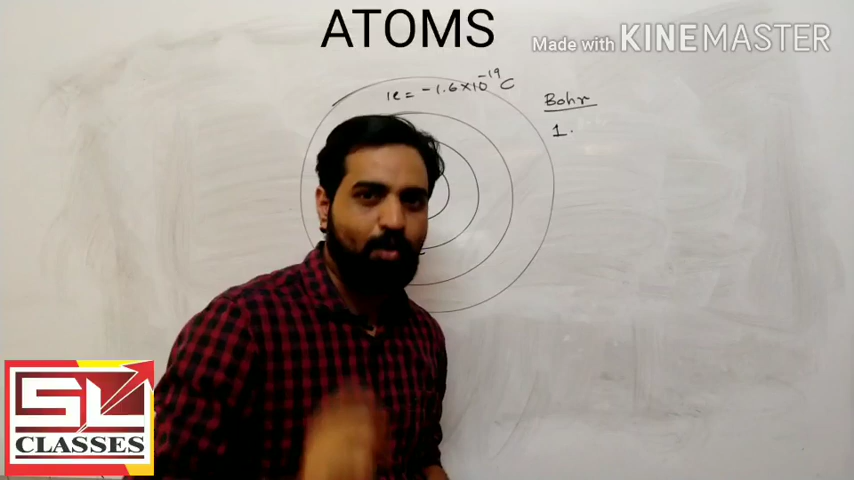 ATOMS
Made with KINEMASTER
1e = -1.6×10⁻¹⁹ C
Bohr
1.
SL
CLASSES